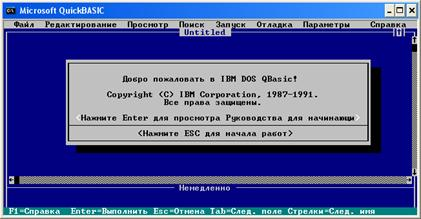 Microsoft QuickBASIC
Файл Редактирование Просмотр Поиск Запуск Отладка Параметры Справка
Untitled
Добро пожаловать в IBM DOS QBasic!
Copyright (C) IBM Corporation, 1987-1991.
Все права защищены.
<Нажмите Enter для просмотра Руководства для начинающи>
<Нажмите ESC для начала работ>
Немедленно
F1=Справка Enter=Выполнить Esc=Отмена Tab=След. поле Стрелки=След. имя